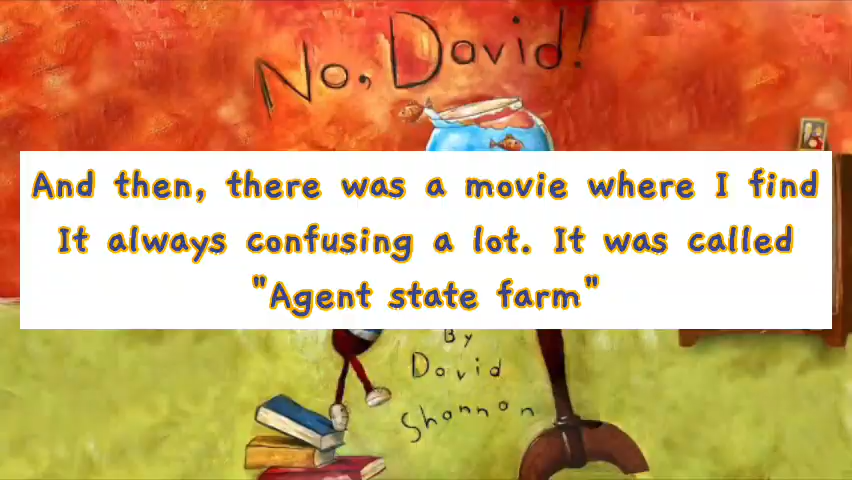 No, David!
And then, there was a movie where I find
It always confusing a lot. It was called
"Agent state farm"
By
David
Shannon